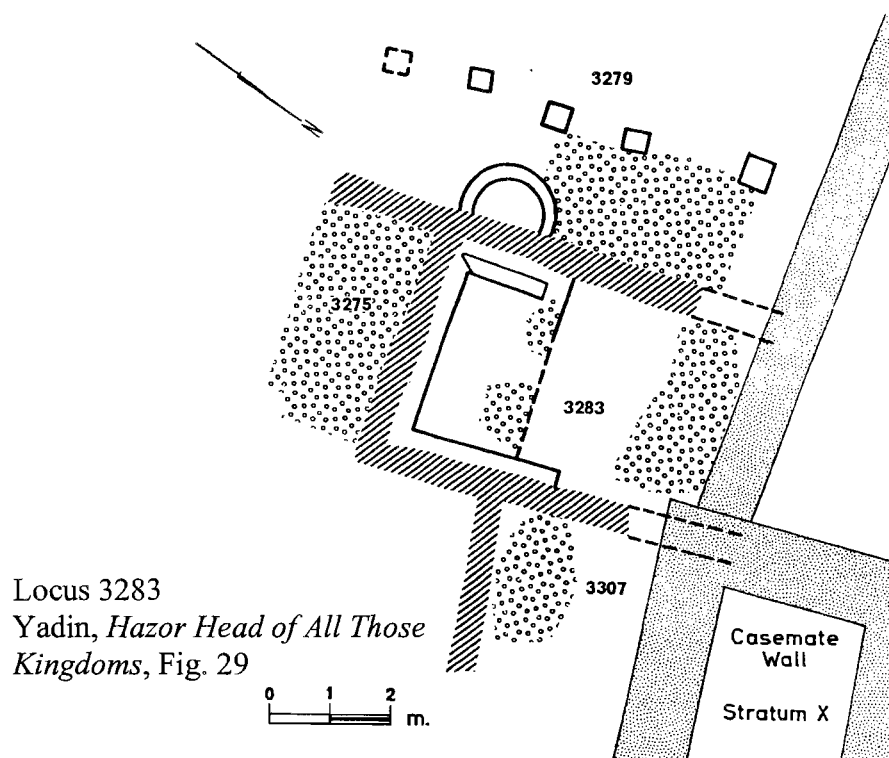 3279
N
3275
3283
3307
Locus 3283
Yadin, Hazor Head of All Those
Kingdoms, Fig. 29
0 1 2
m.
Casemate
Wall
Stratum X